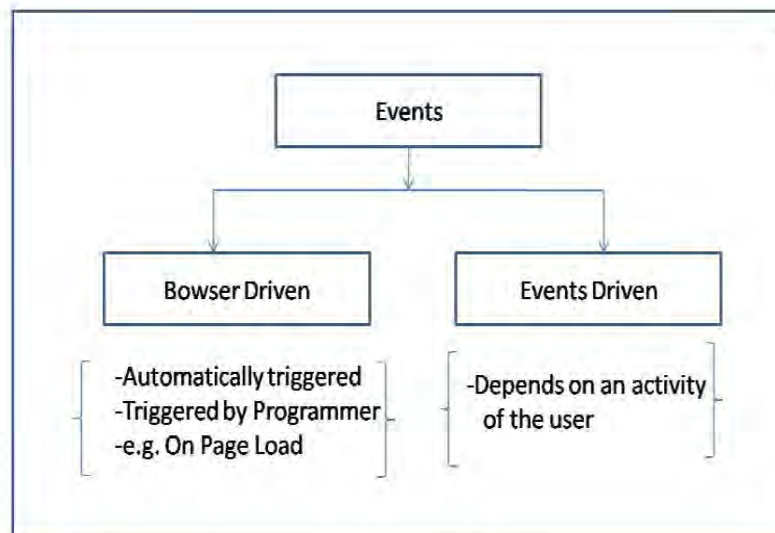 Events
Bowser Driven
Events Driven
-Automatically triggered
-Triggered by Programmer
-e.g. On Page Load
-Depends on an activity
of the user